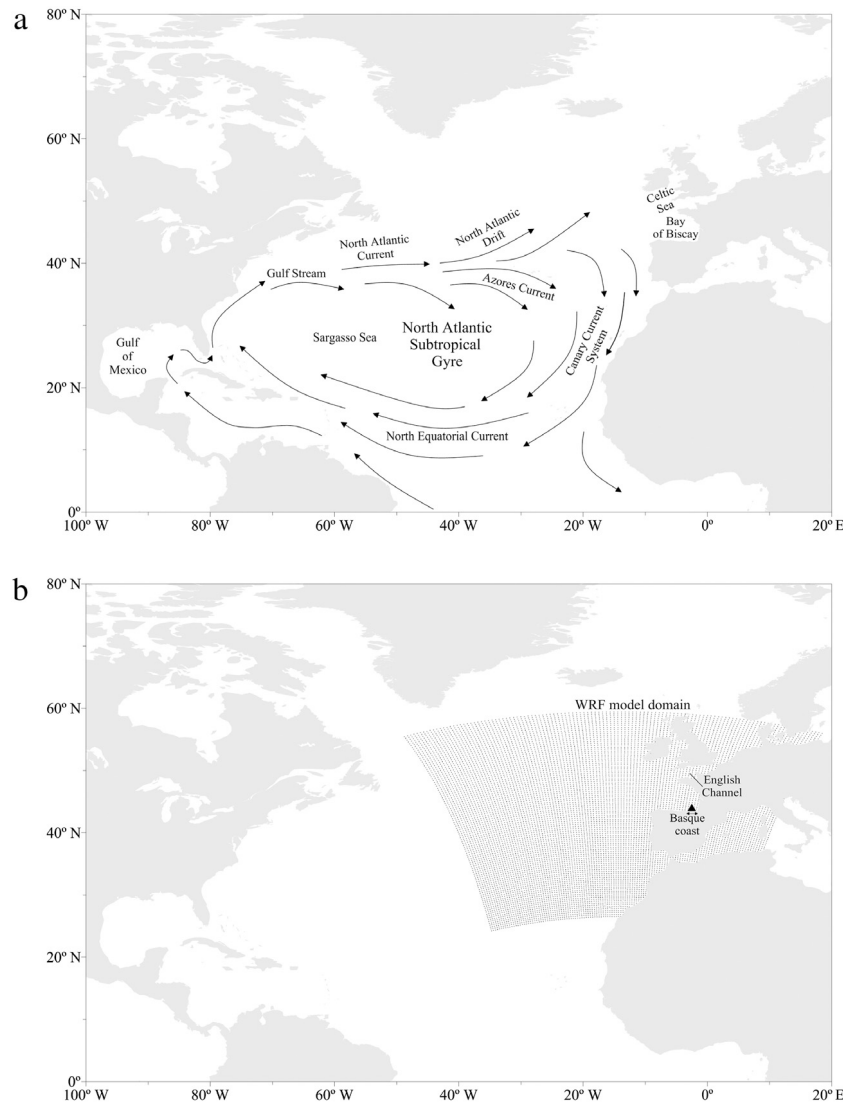 a
80º N
60º N
40º N
20º N
0º
100º W
80º W
60º W
40º W
20º W
0º
20º E
Celtic
Sea
Bay
of Biscay
North Atlantic
Drift
North Atlantic
Current
Gulf Stream
Azores Current
Gulf
of
Mexico
Sargasso Sea
North Atlantic
Subtropical
Gyre
Canary Current
System
North Equatorial Current
b
80º N
60º N
40º N
20º N
0º
100º W
80º W
60º W
40º W
20º W
0º
20º E
WRF model domain
English
Channel
Basque
coast